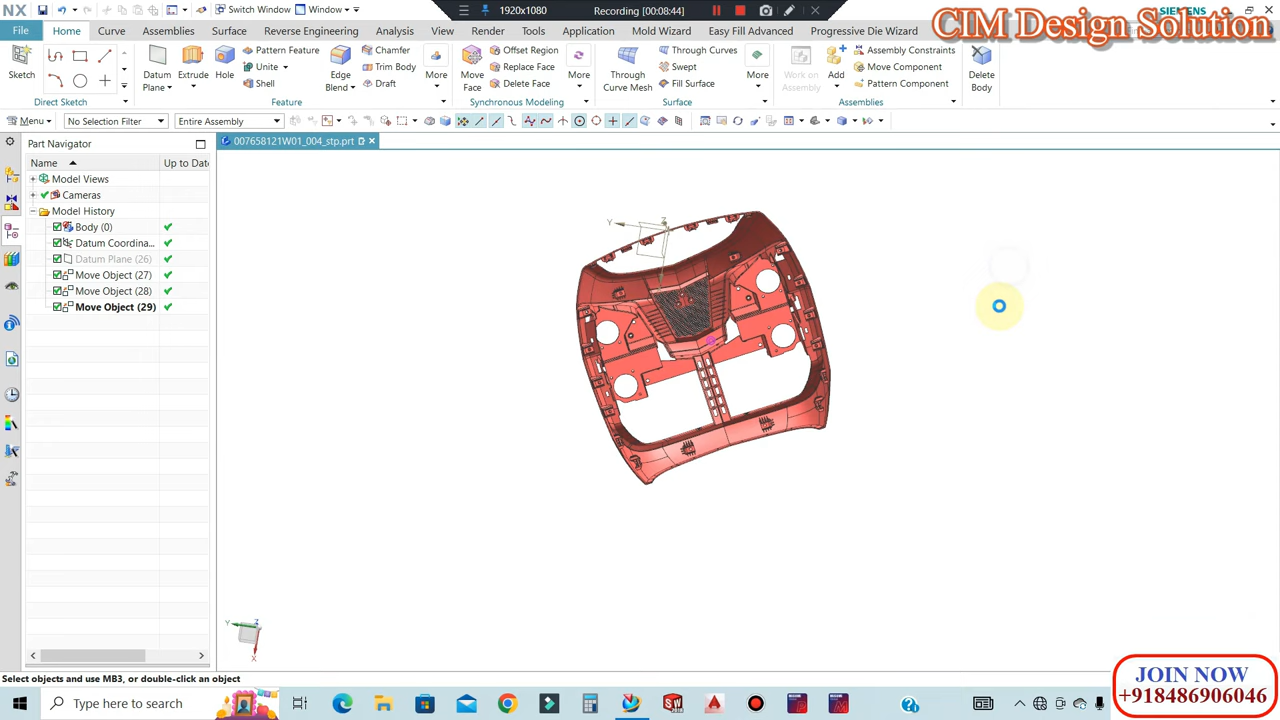 NX
Switch Window
Window
1920x1080
Recording [00:08:44]
SIEMENS
CIM Design Solution
File
Home
Curve
Assemblies
Surface
Reverse Engineering
Analysis
View
Render
Tools
Application
Mold Wizard
Easy Fill Advanced
Progressive Die Wizard
Sketch
Direct Sketch
Datum Plane
Extrude
Hole
Pattern Feature
Unite
Shell
Edge Blend
Chamfer
Trim Body
Draft
More
Feature
Move Face
Offset Region
Replace Face
Delete Face
More
Synchronous Modeling
Through Curve Mesh
Through Curves
Swept
Fill Surface
More
Surface
Work on Assembly
Add
Assembly Constraints
Move Component
Pattern Component
Assemblies
Delete Body
Menu
No Selection Filter
Entire Assembly
Part Navigator
007658121W01_004_stp.prt
Name
Up to Date
Model Views
Cameras
Model History
Body (0)
Datum Coordina...
Datum Plane (26)
Move Object (27)
Move Object (28)
Move Object (29)
Y
Z
Y
Z
X
Select objects and use MB3, or double-click an object
Type here to search
JOIN NOW
+918486906046